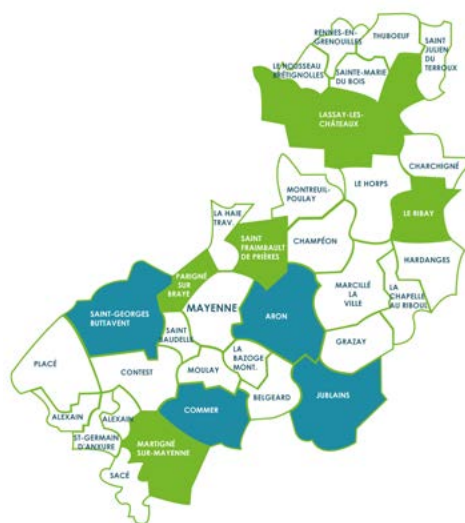 RENNES-EN-
GRENOUILLES
THUBOEUF
SAINT
JULIEN
DU
TERROUX
LE HOUSSEAU
BRÉTIGNOLLES
SAINTE-MARIE
DU BOIS
LASSAY-LES-
CHÂTEAUX
CHARCHIGNÉ
LE HORPS
MONTREUIL-
POULAY
LE RIBAY
LA HAIE
TRAV.
SAINT
FRAIMBAULT
DE PRIÈRES
CHAMPÉON
HARDANGES
PARIGNÉ
SUR
BRAYE
MAYENNE
MARCILLÉ
LA VILLE
LA
CHAPELLE
AU RIBOUL
SAINT-GEORGES
BUTTAVENT
ARON
SAINT
BAUDELLE
GRAZAY
LA
BAZOGE
MONT.
PLACÉ
CONTEST
MOULAY
BELGEARD
JUBLAINS
COMMER
ALEXAIN
ALEXAIN
ST-GERMAIN
D'ANXURE
MARTIGNÉ
SUR-MAYENNE
SACÉ